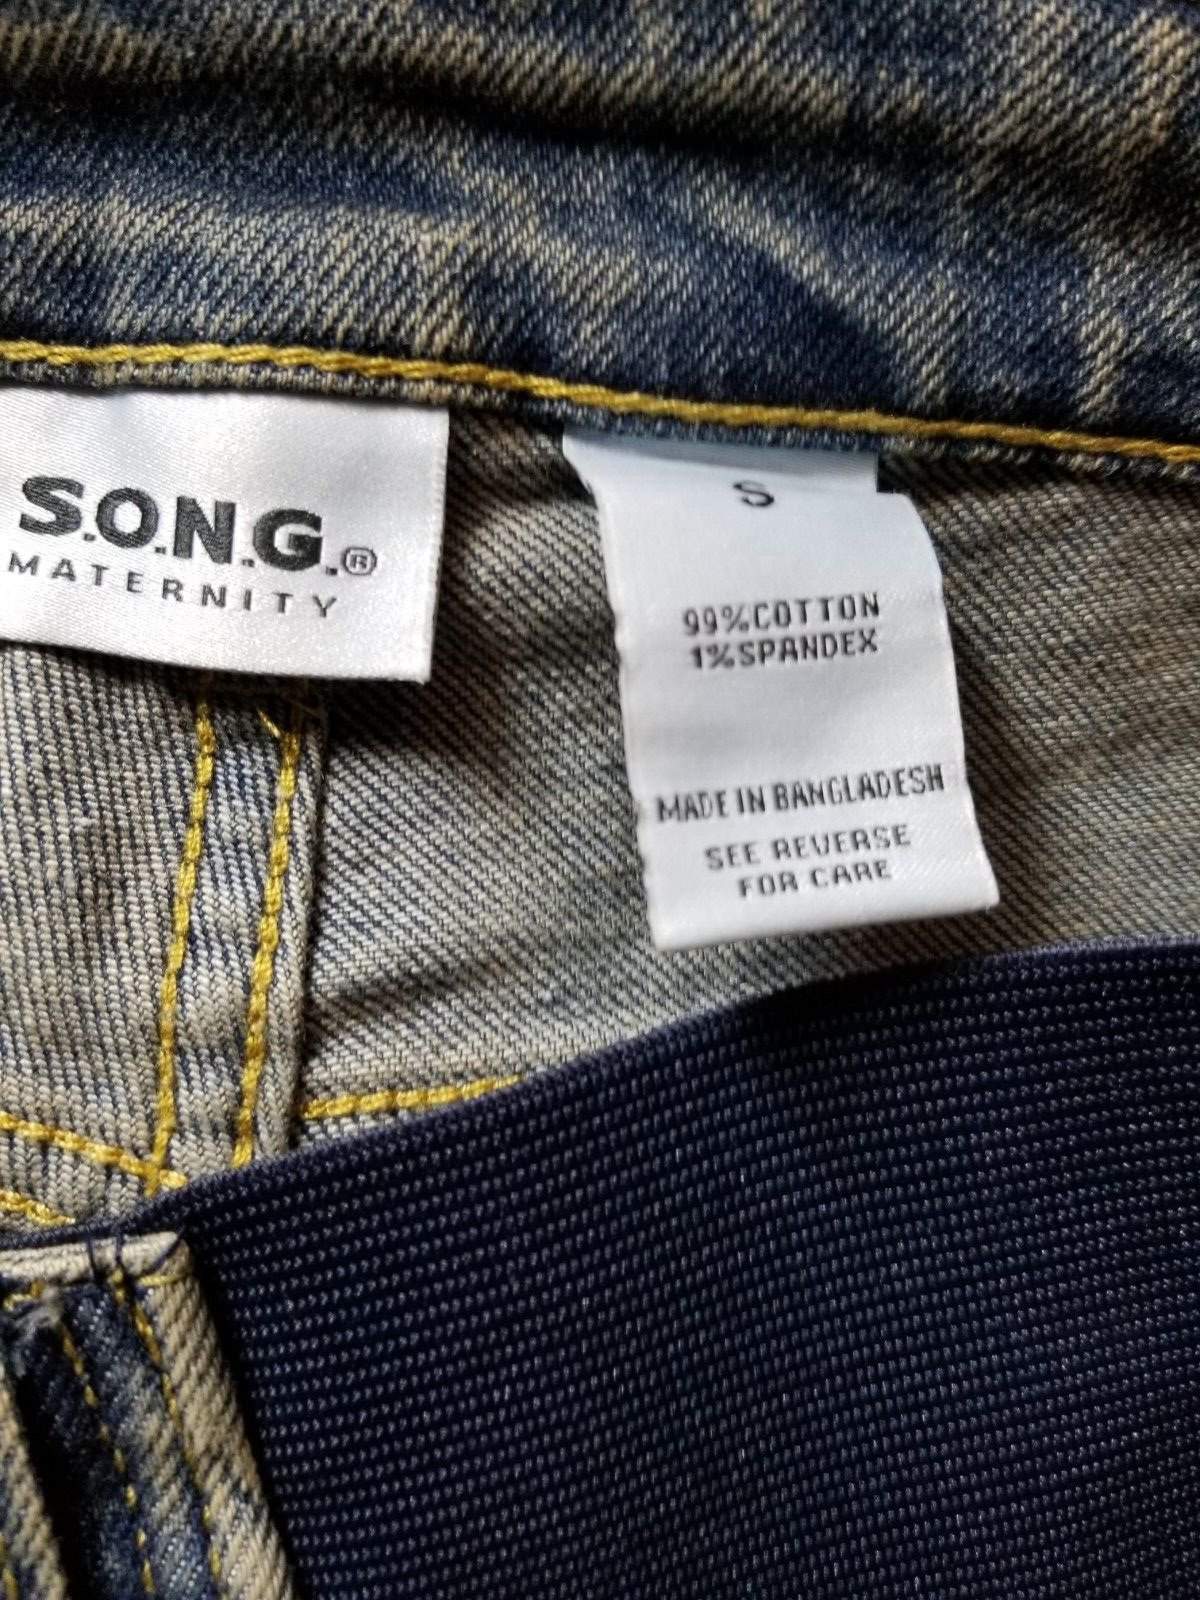 S.O.N.G.®
MATERNITY
S
99%COTTON
1%SPANDEX
MADE IN BANGLADESH
SEE REVERSE
FOR CARE